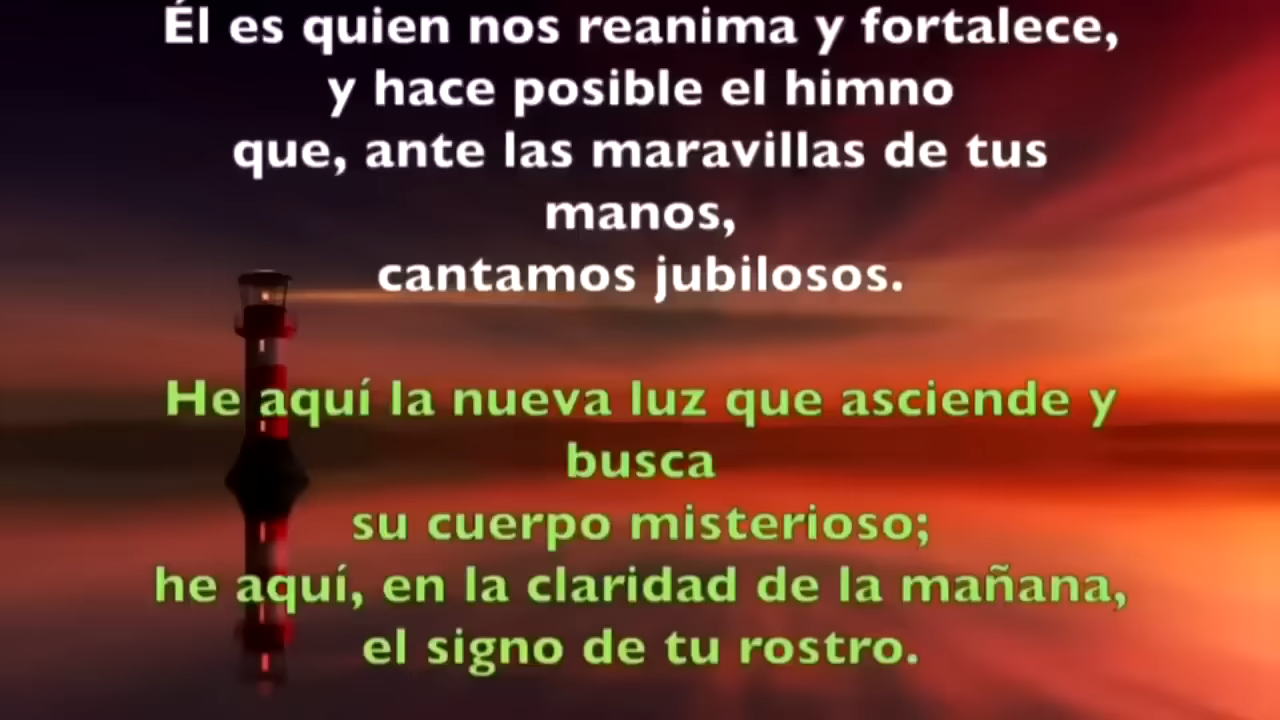 Él es quien nos reanima y fortalece,
y hace posible el himno
que, ante las maravillas de tus
manos,
cantamos jubilosos.
He aquí la nueva luz que asciende y
busca
su cuerpo misterioso;
he aquí, en la claridad de la mañana,
el signo de tu rostro.